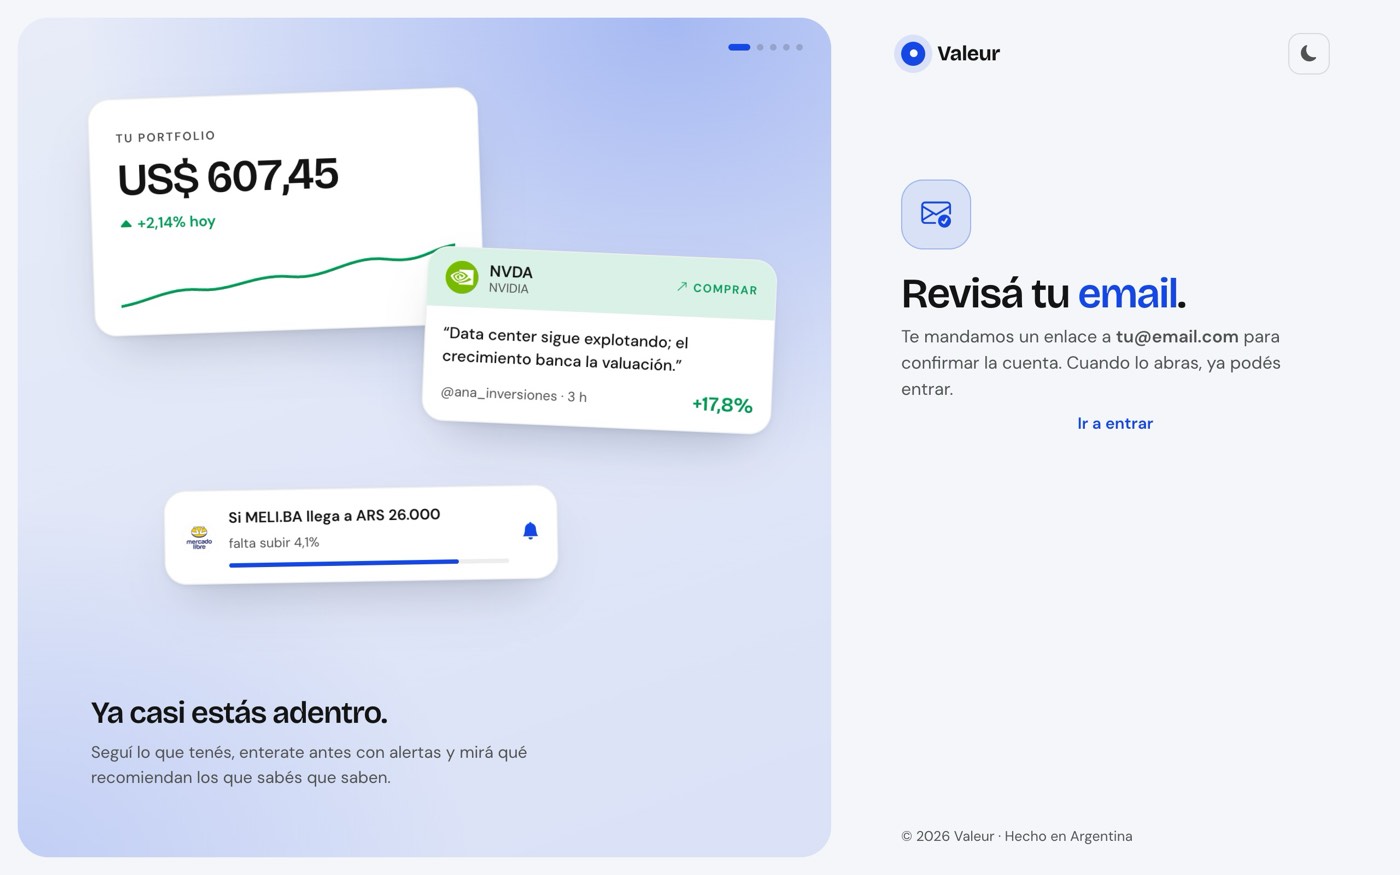 TU PORTFOLIO
US$ 607,45
+2,14% hoy
NVDA
NVIDIA
COMPRAR
“Data center sigue explotando; el
crecimiento banca la valuación.”
@ana_inversiones · 3 h
+17,8%
mercado
libre
Si MELI.BA llega a ARS 26.000
falta subir 4,1%
Ya casi estás adentro.
Seguí lo que tenés, enterate antes con alertas y mirá qué
recomiendan los que sabés que saben.
Valeur
Revisá tu email.
Te mandamos un enlace a tu@email.com para
confirmar la cuenta. Cuando lo abras, ya podés
entrar.
Ir a entrar
© 2026 Valeur · Hecho en Argentina